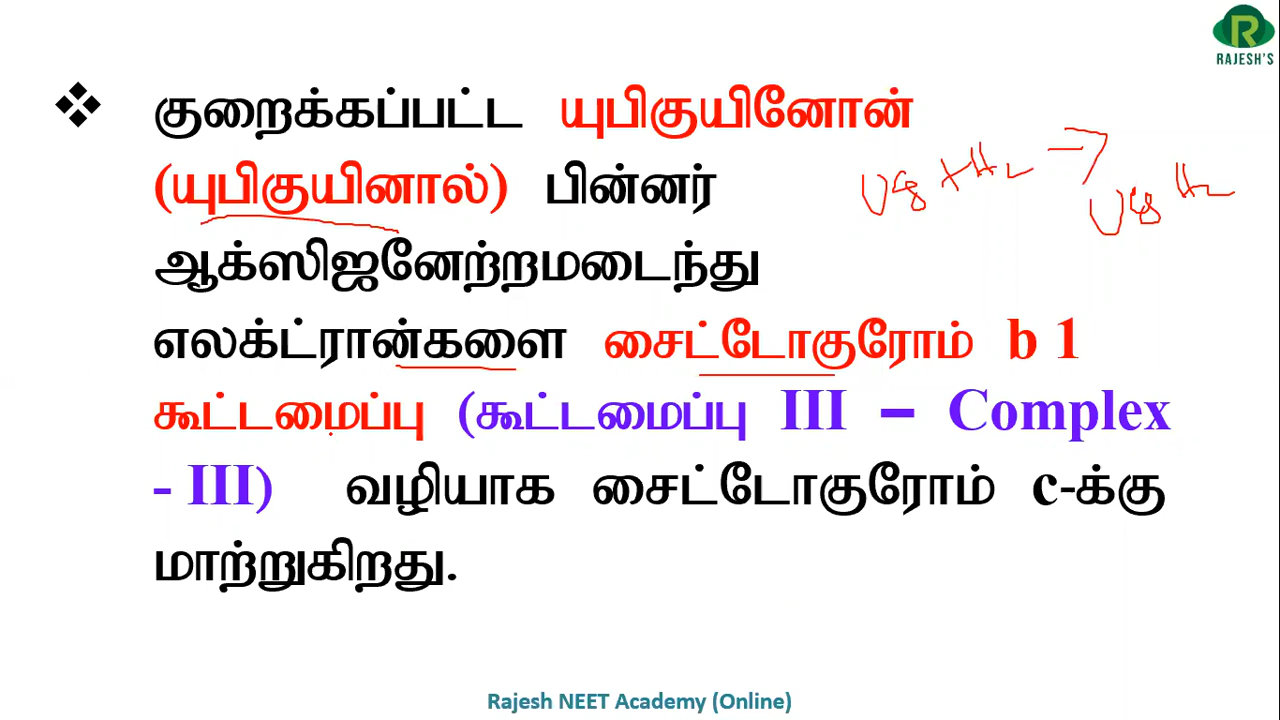 RAJESH'S
❖ குறைக்கப்பட்ட யுபிகுயினோன்
(யுபிகுயினால்) பின்னர்
ஆக்ஸிஜனேற்றமடைந்து
எலக்ட்ரான்களை சைட்டோகுரோம் b 1
கூட்டமைப்பு (கூட்டமைப்பு III – Complex
- III) வழியாக சைட்டோகுரோம் c-க்கு
மாற்றுகிறது.
Rajesh NEET Academy (Online)